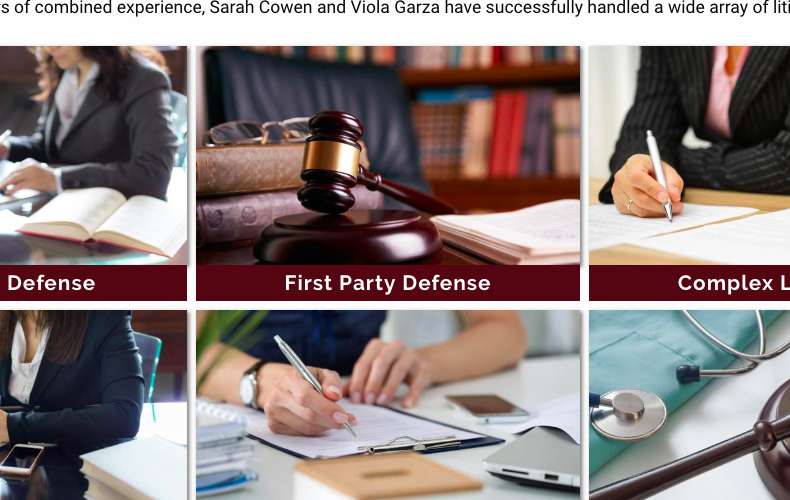 of combined experience, Sarah Cowen and Viola Garza have successfully handled a wide array of
Defense
First Party Defense
Complex